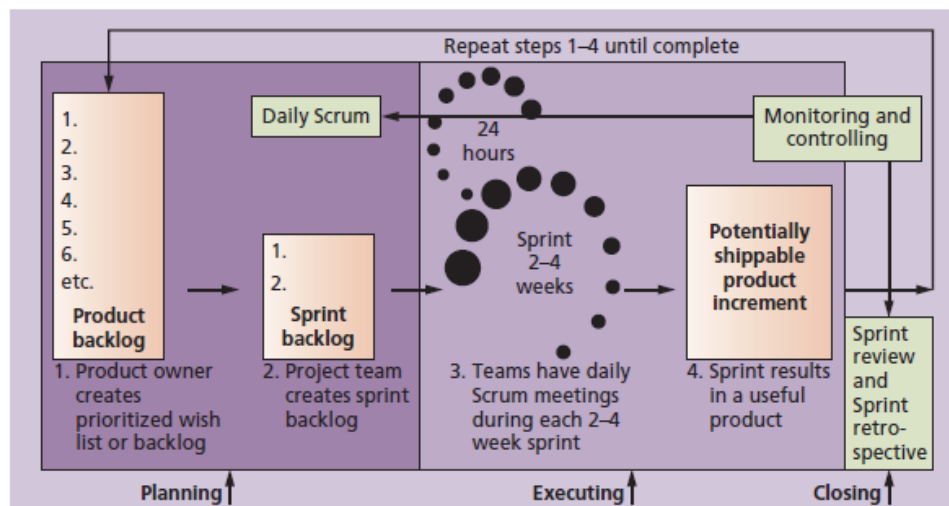 Repeat steps 1–4 until complete
1.
2.
3.
4.
5.
6.
etc.
Product
backlog
Daily Scrum
1.
2.
Sprint
backlog
24
hours
Sprint
2–4
weeks
Monitoring and
controlling
Potentially
shippable
product
increment
1. Product owner
creates
prioritized wish
list or backlog
2. Project team
creates sprint
backlog
3. Teams have daily
Scrum meetings
during each 2–4
week sprint
4. Sprint results
in a useful
product
Sprint
review
and
Sprint
retro-
spective
Planning
Executing
Closing